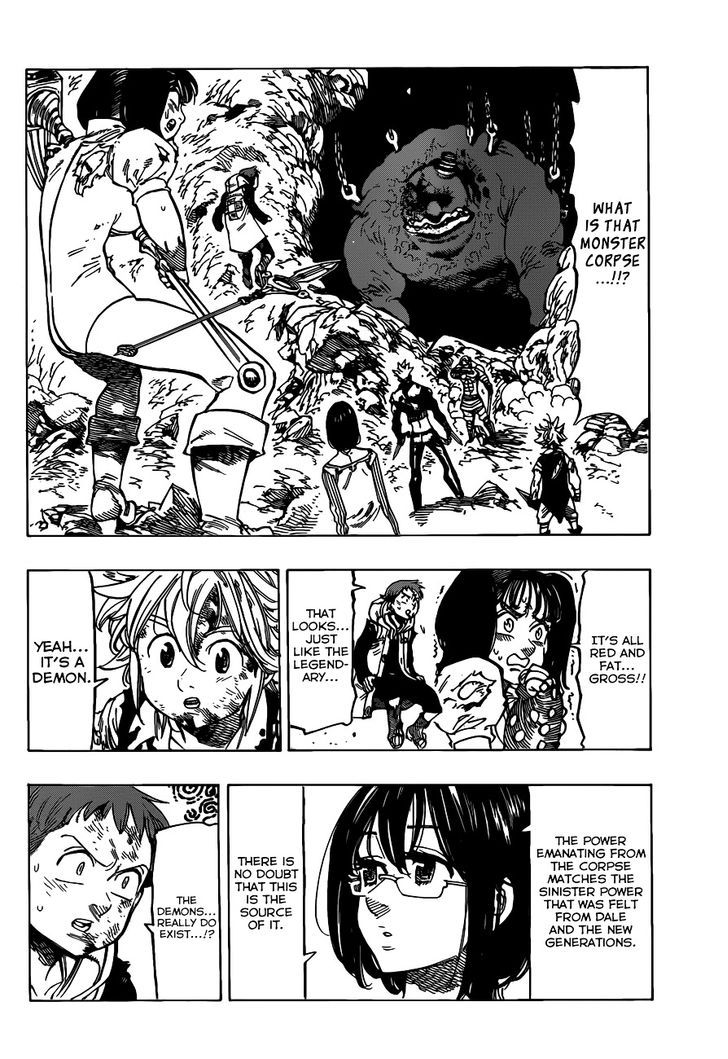 WHAT
IS THAT
MONSTER
CORPSE
...!!?
IT'S ALL
RED AND
FAT...
GROSS!!
THAT
LOOKS...
JUST
LIKE THE
LEGEND-
ARY...
YEAH...
IT'S A
DEMON.
THE POWER
EMANATING FROM
THE CORPSE
MATCHES THE
SINISTER POWER
THAT WAS FELT
FROM DALE
AND THE NEW
GENERATIONS.
THERE IS
NO DOUBT
THAT THIS
IS THE
SOURCE
OF IT.
THE
DEMONS...
REALLY DO
EXIST...!?